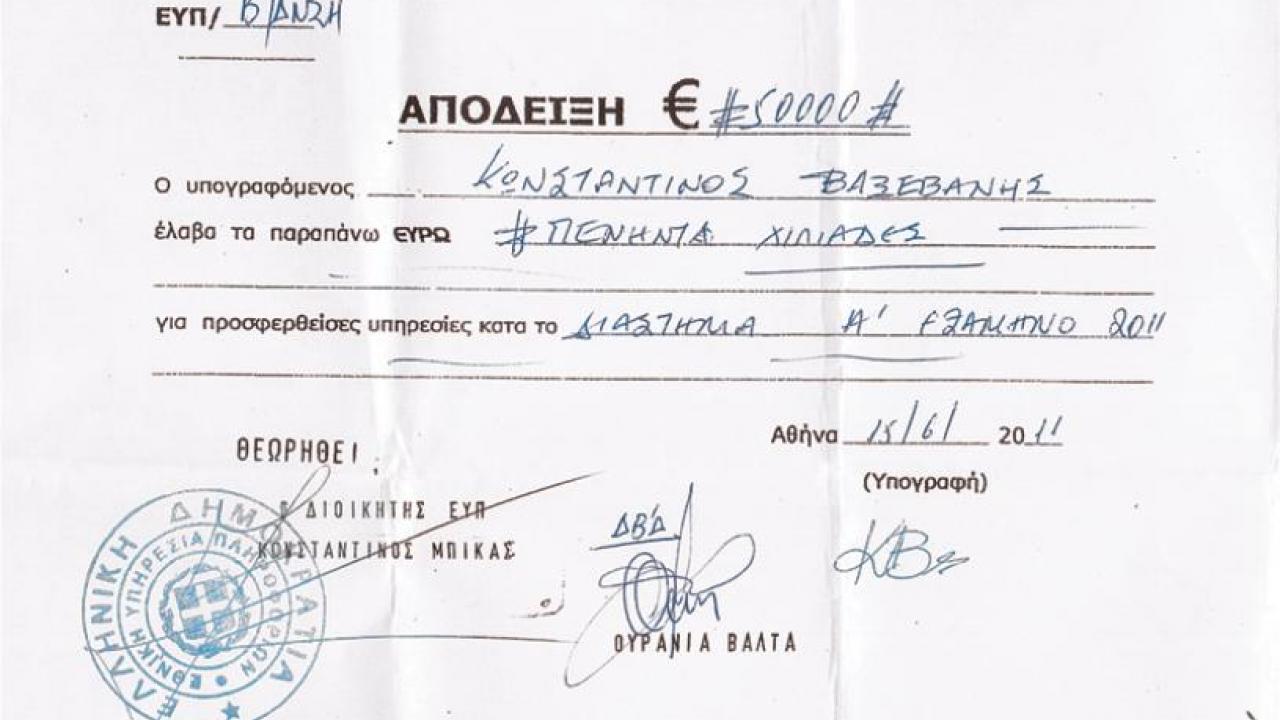 ΕΥΠ/ Β/ΔΝΣΗ
ΑΠΟΔΕΙΞΗ € #50000#
Ο υπογραφόμενος ΚΩΝΣΤΑΝΤΙΝΟΣ ΒΑΞΕΒΑΝΗΣ
έλαβα τα παραπάνω ΕΥΡΩ # ΠΕΝΗΝΤΑ ΧΙΛΙΑΔΕΣ
για προσφερθείσες υπηρεσίες κατα το ΔΙΑΣΤΗΜΑ Α' ΕΞΑΜΗΝΟ 2011
Αθήνα 15/6/ 2011
(Υπογραφή)
ΘΕΩΡΗΘΕΙ
Ο ΔΙΟΙΚΗΤΗΣ ΕΥΠ
ΚΩΝΣΤΑΝΤΙΝΟΣ ΜΠΙΚΑΣ
ΔΒΔ
ΟΥΡΑΝΙΑ ΒΑΛΤΑ
ΚΒς
ΕΛΛΗΝΙΚΗ ΔΗΜΟΚΡΑΤΙΑ
ΕΘΝΙΚΗ ΥΠΗΡΕΣΙΑ ΠΛΗΡΟΦΟΡΙΩΝ